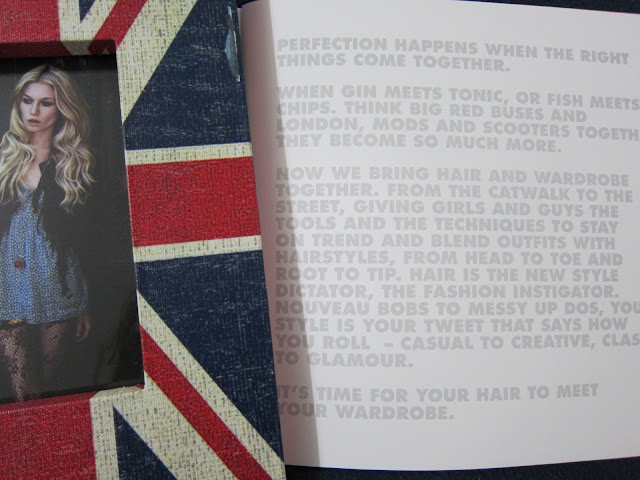 PERFECTION HAPPENS WHEN THE RIGHT
THINGS COME TOGETHER.
WHEN GIN MEETS TONIC, OR FISH MEETS
CHIPS. THINK BIG RED BUSES AND
LONDON, MODS AND SCOOTERS TOGETH
THEY BECOME SO MUCH MORE.
NOW WE BRING HAIR AND WARDROBE
TOGETHER. FROM THE CATWALK TO THE
STREET, GIVING GIRLS AND GUYS THE
TOOLS AND THE TECHNIQUES TO STAY
ON TREND AND BLEND OUTFITS WITH
HAIRSTYLES, FROM HEAD TO TOE AND
ROOT TO TIP. HAIR IS THE NEW STYLE
DICTATOR, THE FASHION INSTIGATOR.
NOUVEAU BOBS TO MESSY UP DOS, YOU
STYLE IS YOUR TWEET THAT SAYS HOW
YOU ROLL – CASUAL TO CREATIVE, CLAS
TO GLAMOUR.
IT'S TIME FOR YOUR HAIR TO MEET
YOUR WARDROBE.